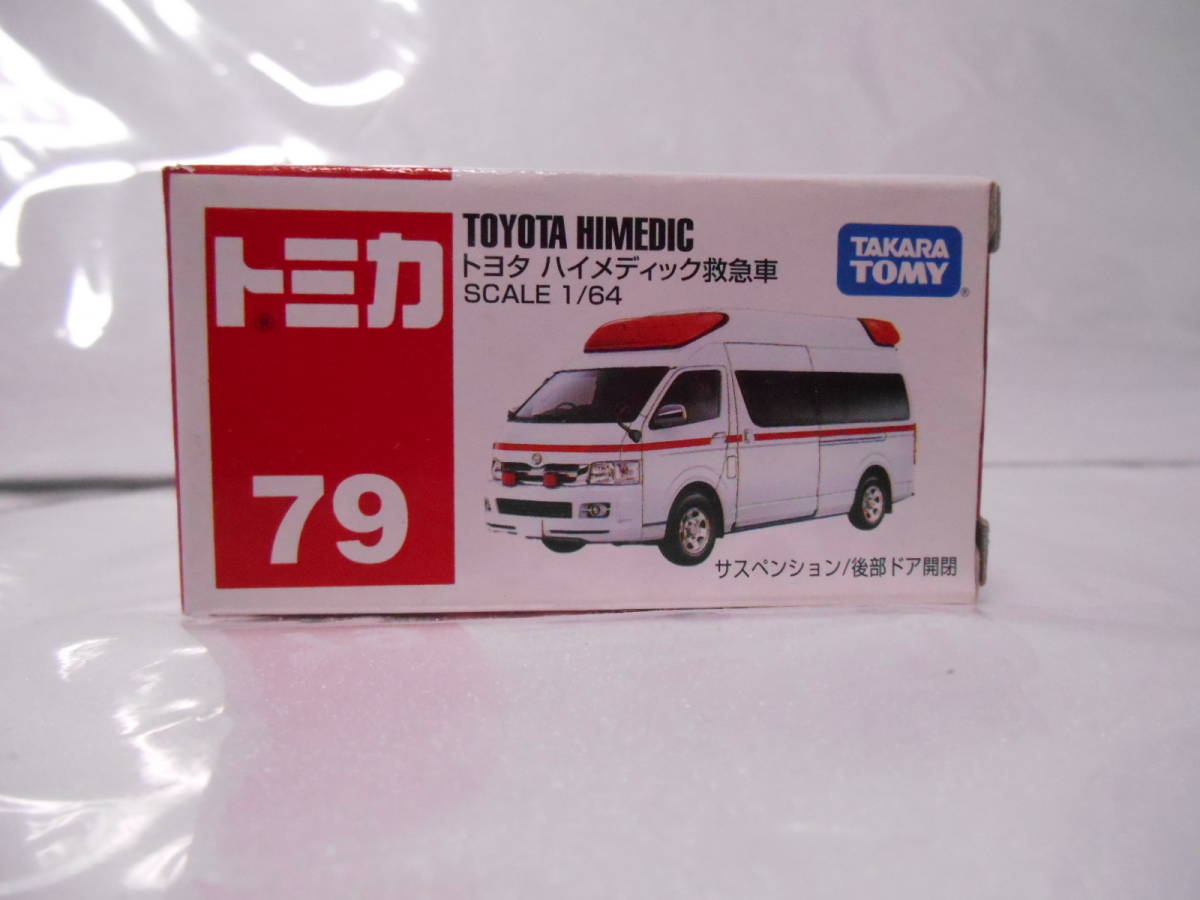 トミカ®
79
TOYOTA HIMEDIC
トヨタ ハイメディック救急車
SCALE 1/64
TAKARA
TOMY®
サスペンション/後部ドア開閉